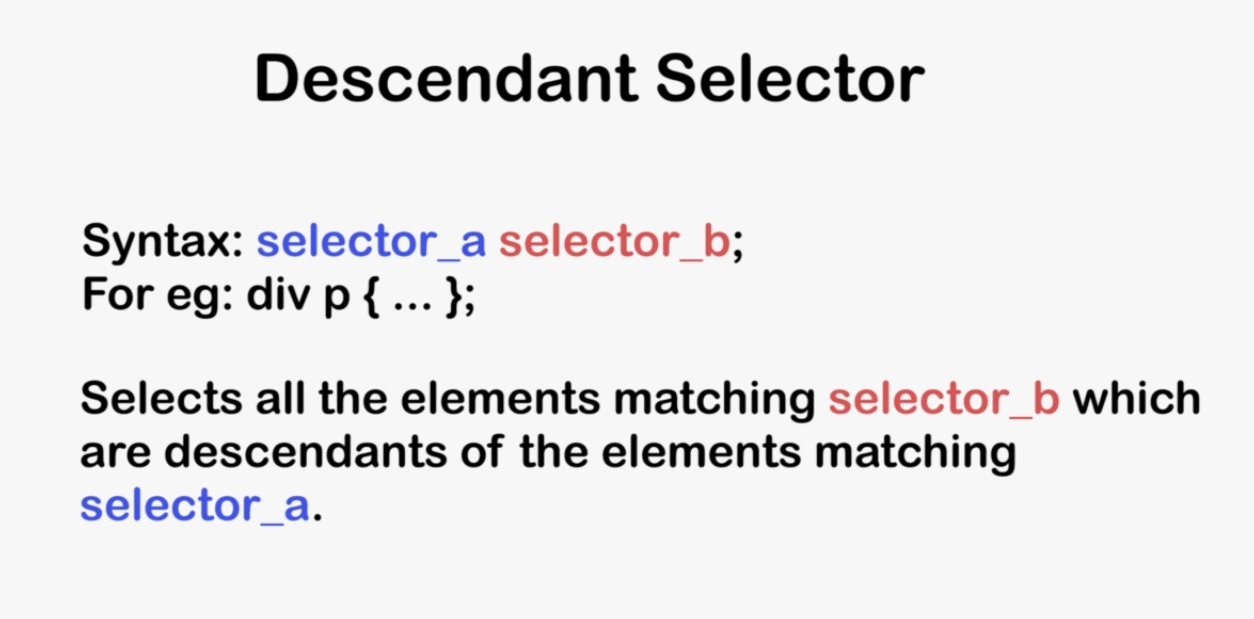 Descendant Selector
Syntax: selector_a selector_b;
For eg: div p { ... };
Selects all the elements matching selector_b which
are descendants of the elements matching
selector_a.